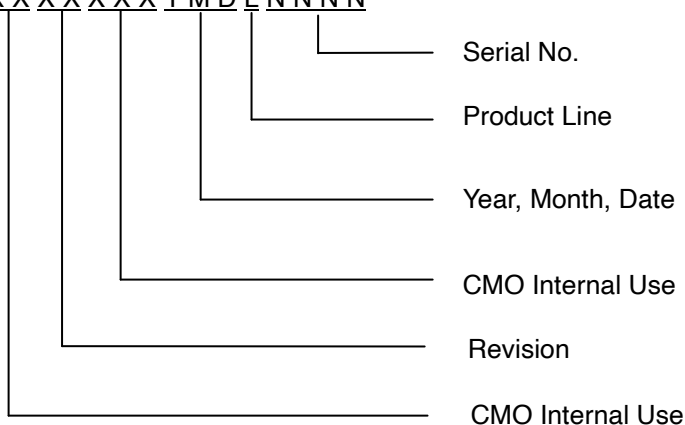 X X X X X X X Y M D L N N N N
Serial No.
Product Line
Year, Month, Date
CMO Internal Use
Revision
CMO Internal Use